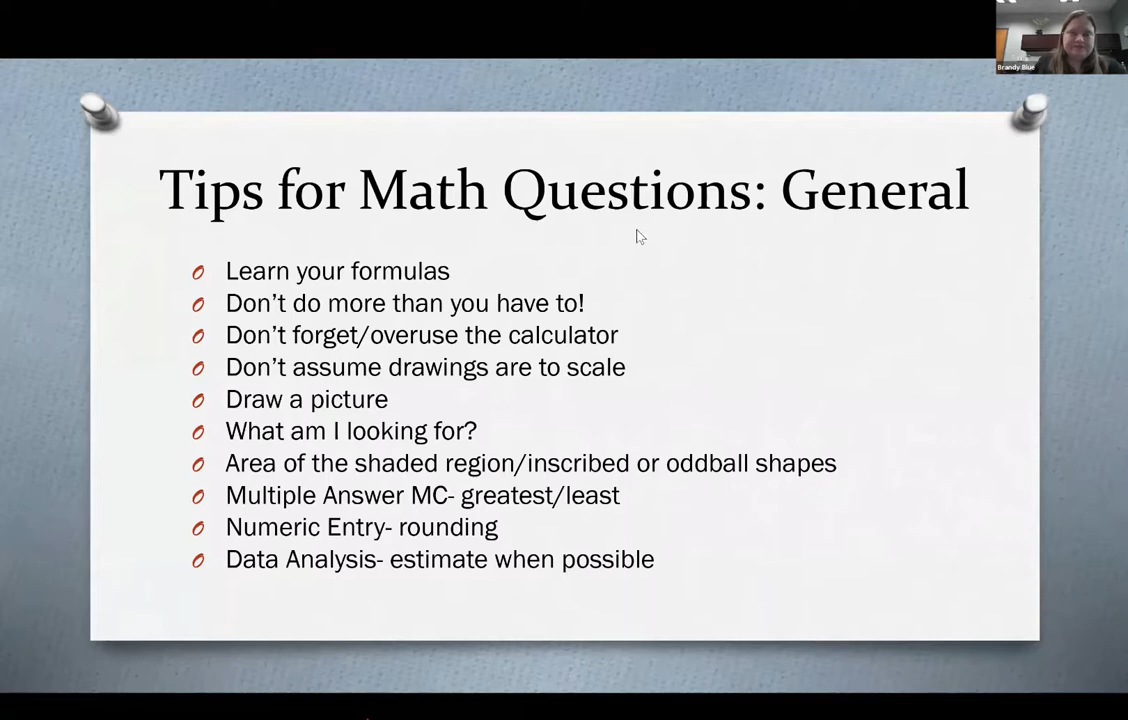 Brandy Blue
Tips for Math Questions: General
Learn your formulas
Don't do more than you have to!
Don't forget/overuse the calculator
Don't assume drawings are to scale
Draw a picture
What am I looking for?
Area of the shaded region/inscribed or oddball shapes
Multiple Answer MC- greatest/least
Numeric Entry- rounding
Data Analysis- estimate when possible